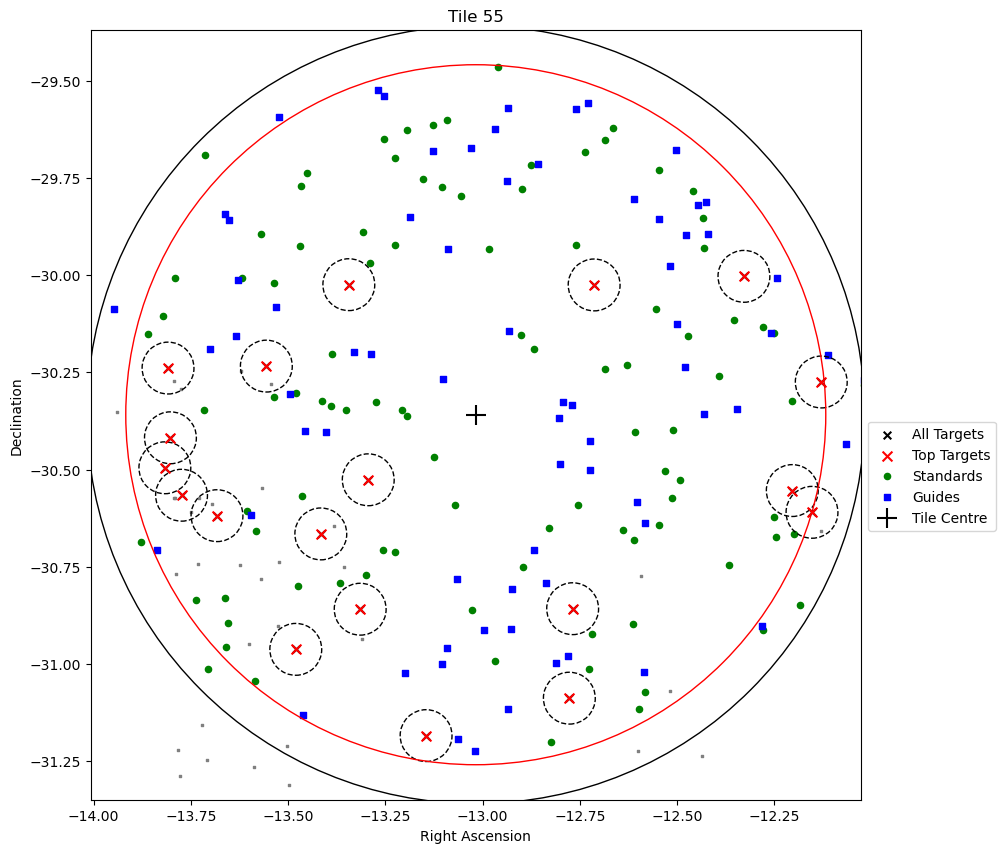 Tile 55
Declination
−29.50
−29.75
−30.00
−30.25
−30.50
−30.75
−31.00
−31.25
All Targets
Top Targets
Standards
Guides
Tile Centre
−14.00 −13.75 −13.50 −13.25 −13.00 −12.75 −12.50 −12.25
Right Ascension